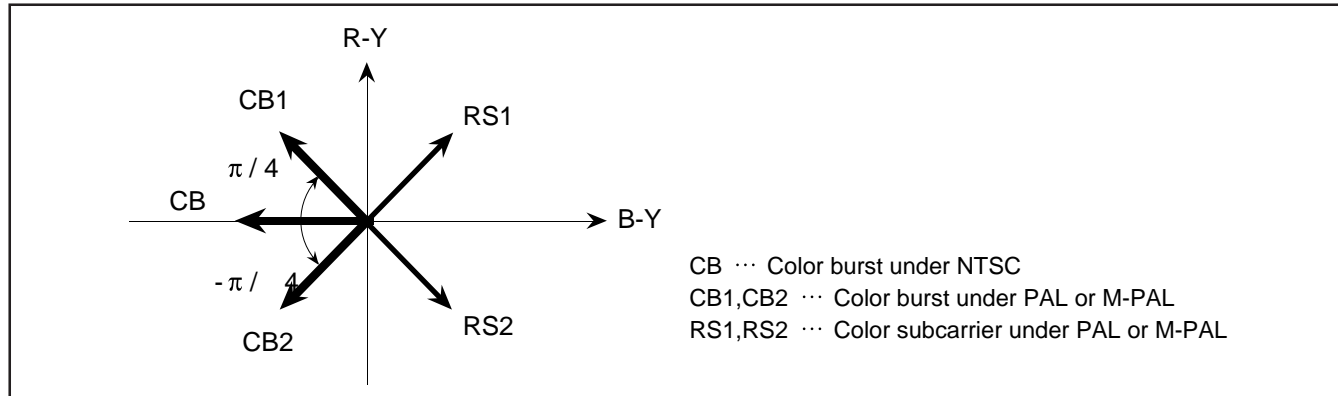 R-Y
CB1
RS1
π / 4
CB
B-Y
- π / 4
CB2
RS2
CB ··· Color burst under NTSC
CB1,CB2 ··· Color burst under PAL or M-PAL
RS1,RS2 ··· Color subcarrier under PAL or M-PAL